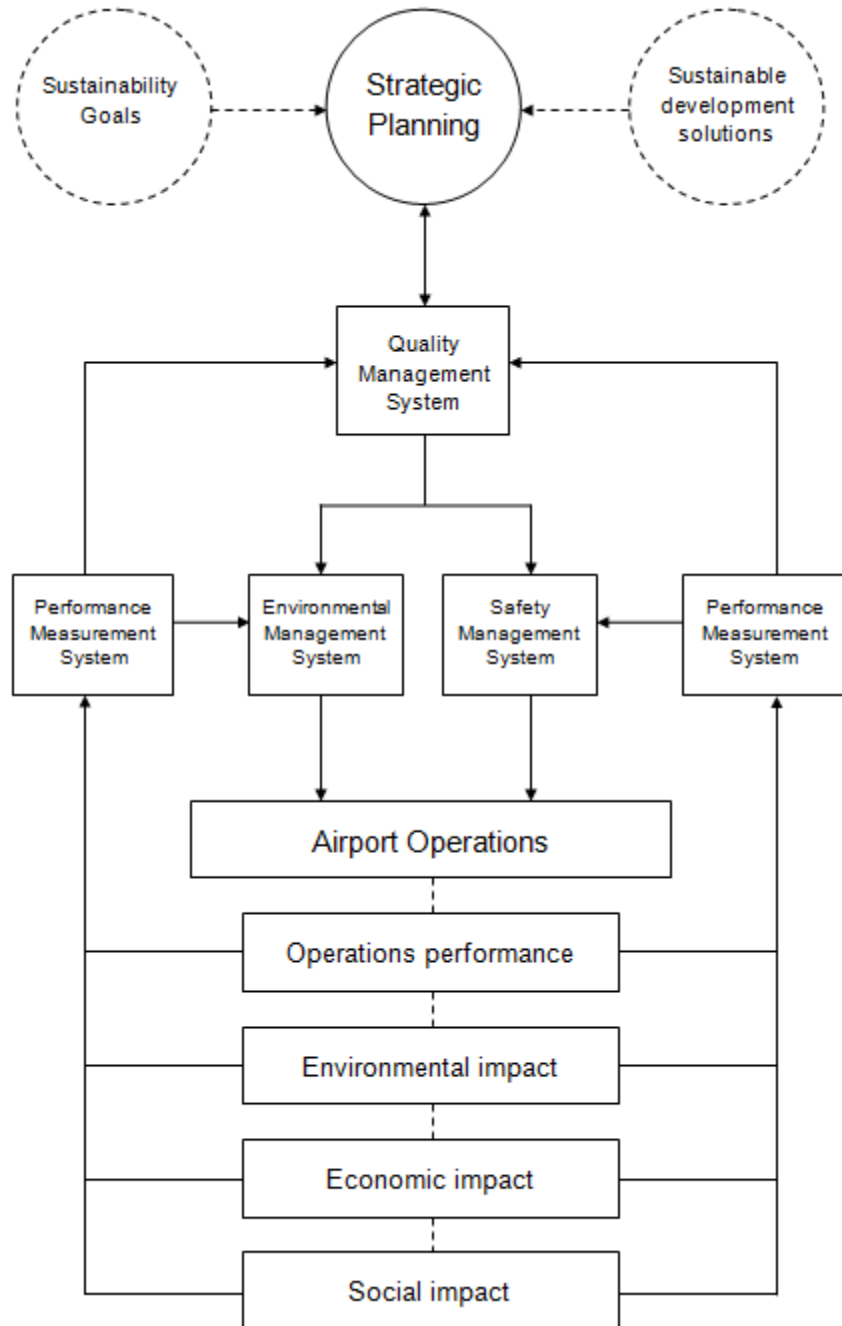 Sustainability
Goals
Strategic
Planning
Sustainable
development
solutions
Quality
Management
System
Performance
Measurement
System
Environmental
Management
System
Safety
Management
System
Performance
Measurement
System
Airport Operations
Operations performance
Environmental impact
Economic impact
Social impact